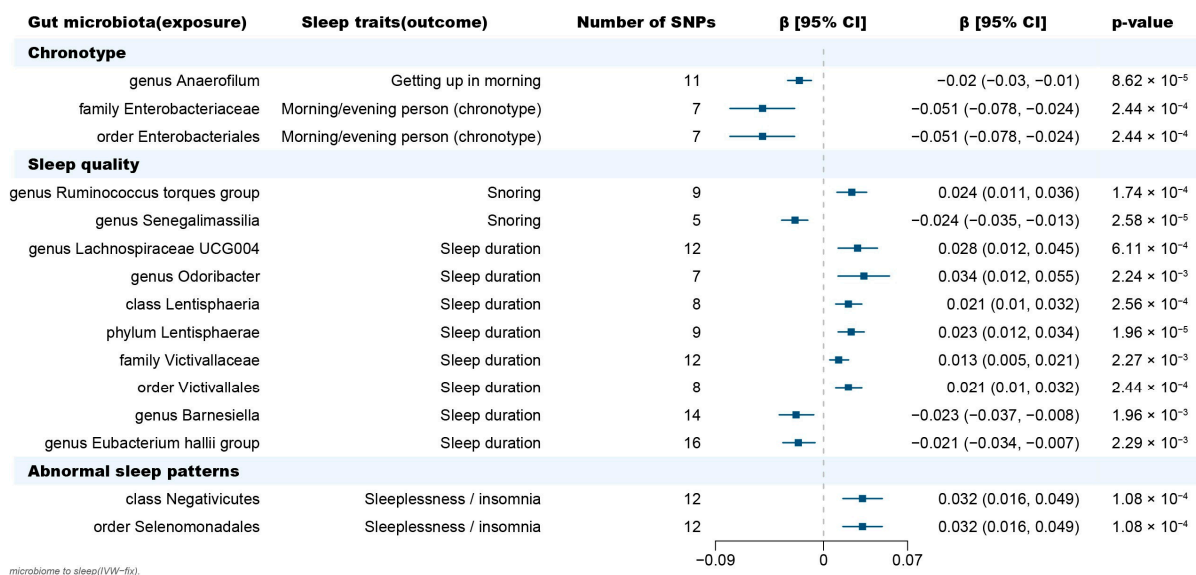 Gut microbiota(exposure) Sleep traits(outcome) Number of SNPs β [95% CI] β [95% CI] p-value
Chronotype
genus Anaerofilum Getting up in morning 11 −0.02 (−0.03, −0.01) 8.62 × 10⁻⁵
family Enterobacteriaceae Morning/evening person (chronotype) 7 −0.051 (−0.078, −0.024) 2.44 × 10⁻⁴
order Enterobacteriales Morning/evening person (chronotype) 7 −0.051 (−0.078, −0.024) 2.44 × 10⁻⁴
Sleep quality
genus Ruminococcus torques group Snoring 9 0.024 (0.011, 0.036) 1.74 × 10⁻⁴
genus Senegalimassilia Snoring 5 −0.024 (−0.035, −0.013) 2.58 × 10⁻⁵
genus Lachnospiraceae UCG004 Sleep duration 12 0.028 (0.012, 0.045) 6.11 × 10⁻⁴
genus Odoribacter Sleep duration 7 0.034 (0.012, 0.055) 2.24 × 10⁻³
class Lentisphaeria Sleep duration 8 0.021 (0.01, 0.032) 2.56 × 10⁻⁴
phylum Lentisphaerae Sleep duration 9 0.023 (0.012, 0.034) 1.96 × 10⁻⁵
family Victivallaceae Sleep duration 12 0.013 (0.005, 0.021) 2.27 × 10⁻³
order Victivallales Sleep duration 8 0.021 (0.01, 0.032) 2.44 × 10⁻⁴
genus Barnesiella Sleep duration 14 −0.023 (−0.037, −0.008) 1.96 × 10⁻³
genus Eubacterium hallii group Sleep duration 16 −0.021 (−0.034, −0.007) 2.29 × 10⁻³
Abnormal sleep patterns
class Negativicutes Sleeplessness / insomnia 12 0.032 (0.016, 0.049) 1.08 × 10⁻⁴
order Selenomonadales Sleeplessness / insomnia 12 0.032 (0.016, 0.049) 1.08 × 10⁻⁴
−0.09 0 0.07
microbiome to sleep(IVW−fix).